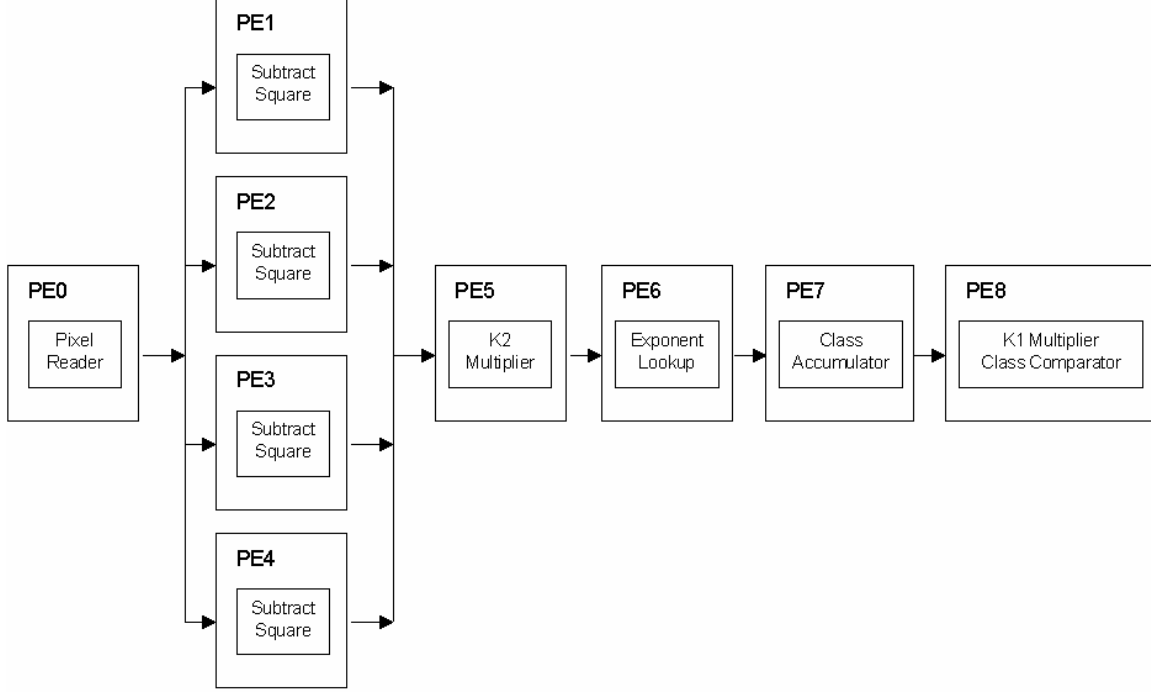 PE1
Subtract
Square
PE2
Subtract
Square
PE0
Pixel
Reader
PE3
Subtract
Square
PE4
Subtract
Square
PE5
K2
Multiplier
PE6
Exponent
Lookup
PE7
Class
Accumulator
PE8
K1 Multiplier
Class Comparator